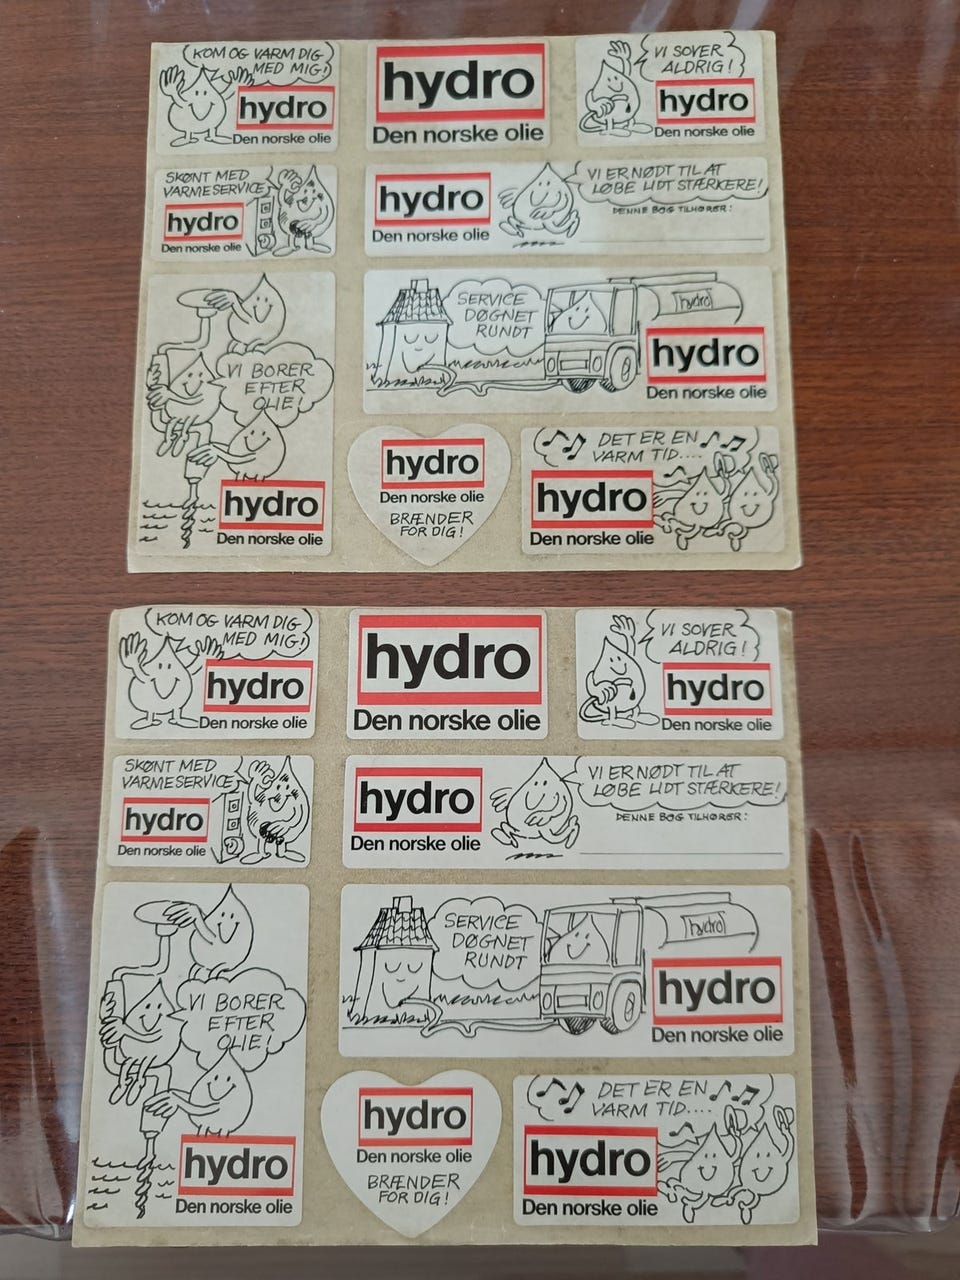 KOM OG VARM DIG
MED MIG!
hydro
Den norske olie
hydro
Den norske olie
VI SOVER
ALDRIG!
hydro
Den norske olie
SKØNT MED
VARMESERVICE
hydro
Den norske olie
hydro
Den norske olie
VI ER NØDT TIL AT
LØBE LIDT STÆRKERE!
DENNE BOG TILHØRER:
VI BORER
EFTER
OLIE!
hydro
Den norske olie
SERVICE
DØGNET
RUNDT
hydro
hydro
Den norske olie
hydro
Den norske olie
BRÆNDER
FOR DIG!
DET ER EN
VARM TID....
hydro
Den norske olie
KOM OG VARM DIG
MED MIG!
hydro
Den norske olie
hydro
Den norske olie
VI SOVER
ALDRIG!
hydro
Den norske olie
SKØNT MED
VARMESERVICE
hydro
Den norske olie
hydro
Den norske olie
VI ER NØDT TIL AT
LØBE LIDT STÆRKERE!
DENNE BOG TILHØRER:
VI BORER
EFTER
OLIE!
hydro
Den norske olie
SERVICE
DØGNET
RUNDT
hydro
hydro
Den norske olie
hydro
Den norske olie
BRÆNDER
FOR DIG!
DET ER EN
VARM TID....
hydro
Den norske olie